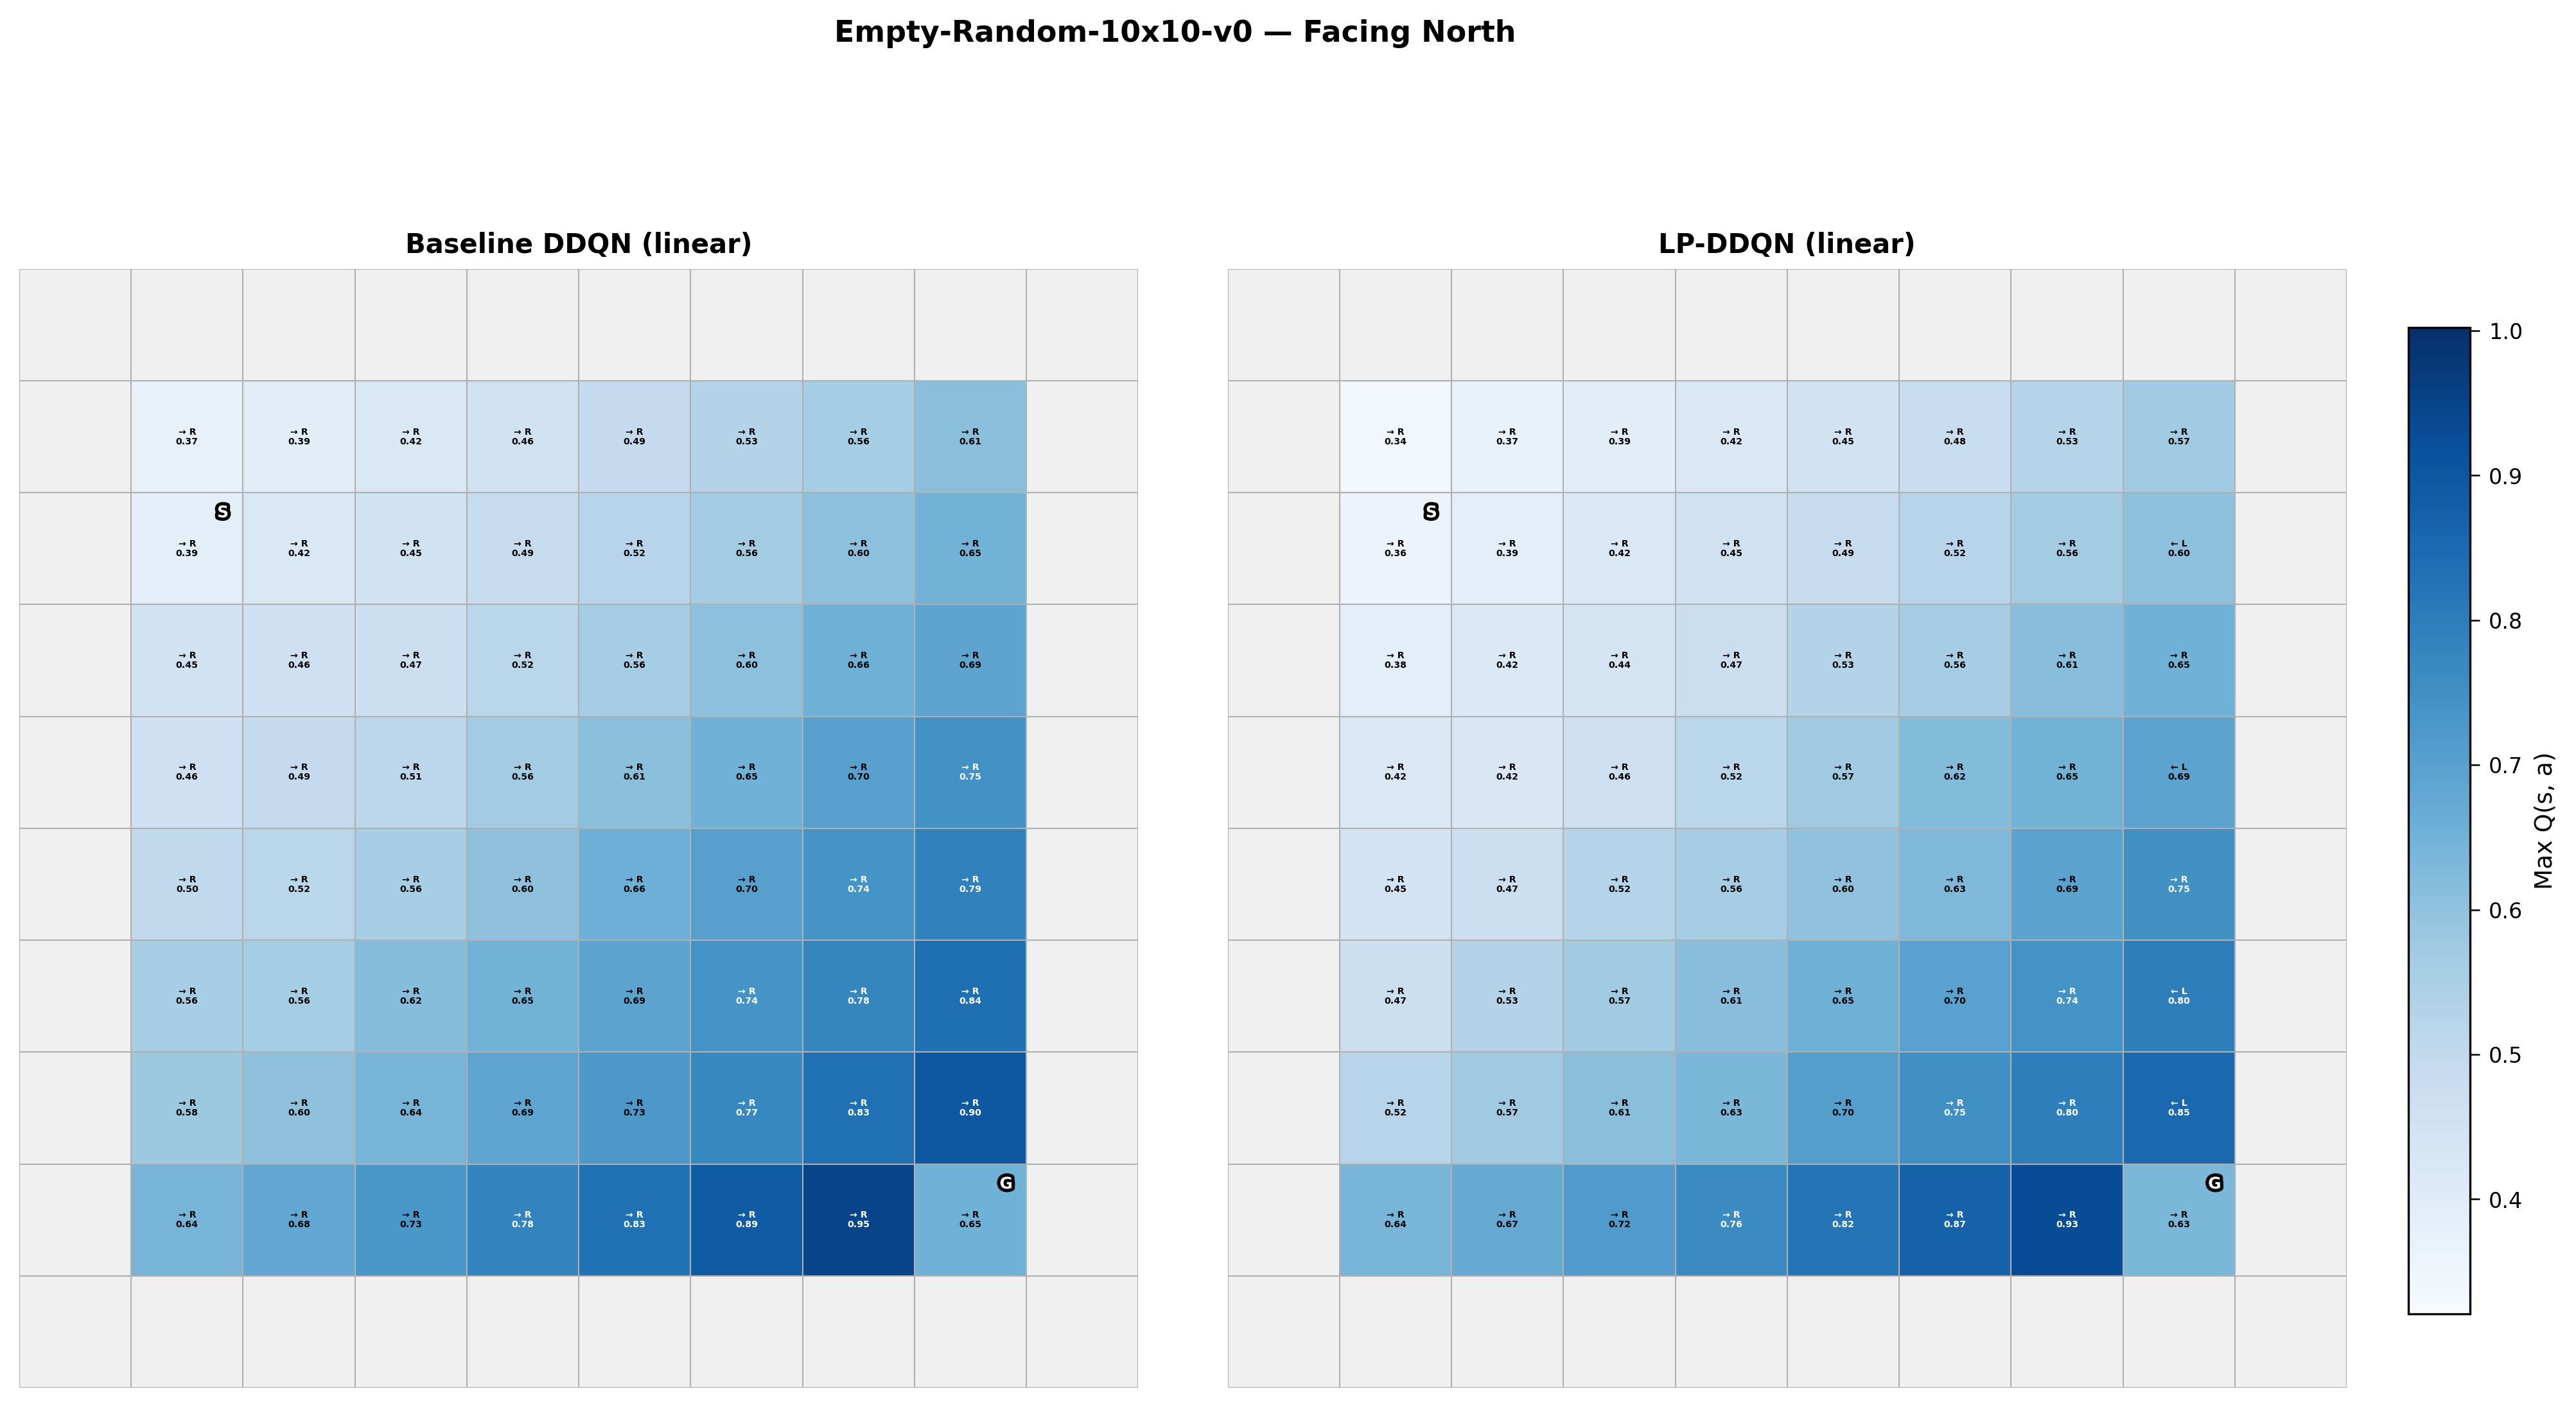 Empty-Random-10x10-v0 — Facing North
Baseline DDQN (linear)
→ R → R → R → R → R → R → R → R
0.37 0.39 0.42 0.46 0.49 0.53 0.56 0.61
S
→ R → R → R → R → R → R → R → R
0.39 0.42 0.45 0.49 0.52 0.56 0.60 0.65
→ R → R → R → R → R → R → R → R
0.45 0.46 0.47 0.52 0.56 0.60 0.66 0.69
→ R → R → R → R → R → R → R → R
0.46 0.49 0.51 0.56 0.61 0.65 0.70 0.75
→ R → R → R → R → R → R → R → R
0.50 0.52 0.56 0.60 0.66 0.70 0.74 0.79
→ R → R → R → R → R → R → R → R
0.56 0.56 0.62 0.65 0.69 0.74 0.78 0.84
→ R → R → R → R → R → R → R → R
0.58 0.60 0.64 0.69 0.73 0.77 0.83 0.90
G
→ R → R → R → R → R → R → R → R
0.64 0.68 0.73 0.78 0.83 0.89 0.95 0.65
LP-DDQN (linear)
→ R → R → R → R → R → R → R → R
0.34 0.37 0.39 0.42 0.45 0.48 0.53 0.57
S
→ R → R → R → R → R → R → R ← L
0.36 0.39 0.42 0.45 0.49 0.52 0.56 0.60
→ R → R → R → R → R → R → R → R
0.38 0.42 0.44 0.47 0.53 0.56 0.61 0.65
→ R → R → R → R → R → R → R ← L
0.42 0.42 0.46 0.52 0.57 0.62 0.65 0.69
→ R → R → R → R → R → R → R → R
0.45 0.47 0.52 0.56 0.60 0.63 0.69 0.75
→ R → R → R → R → R → R → R ← L
0.47 0.53 0.57 0.61 0.65 0.70 0.74 0.80
→ R → R → R → R → R → R → R ← L
0.52 0.57 0.61 0.63 0.70 0.75 0.80 0.85
G
→ R → R → R → R → R → R → R → R
0.64 0.67 0.72 0.76 0.82 0.87 0.93 0.63
1.0
0.9
0.8
0.7
0.6
0.5
0.4
Max Q(s, a)